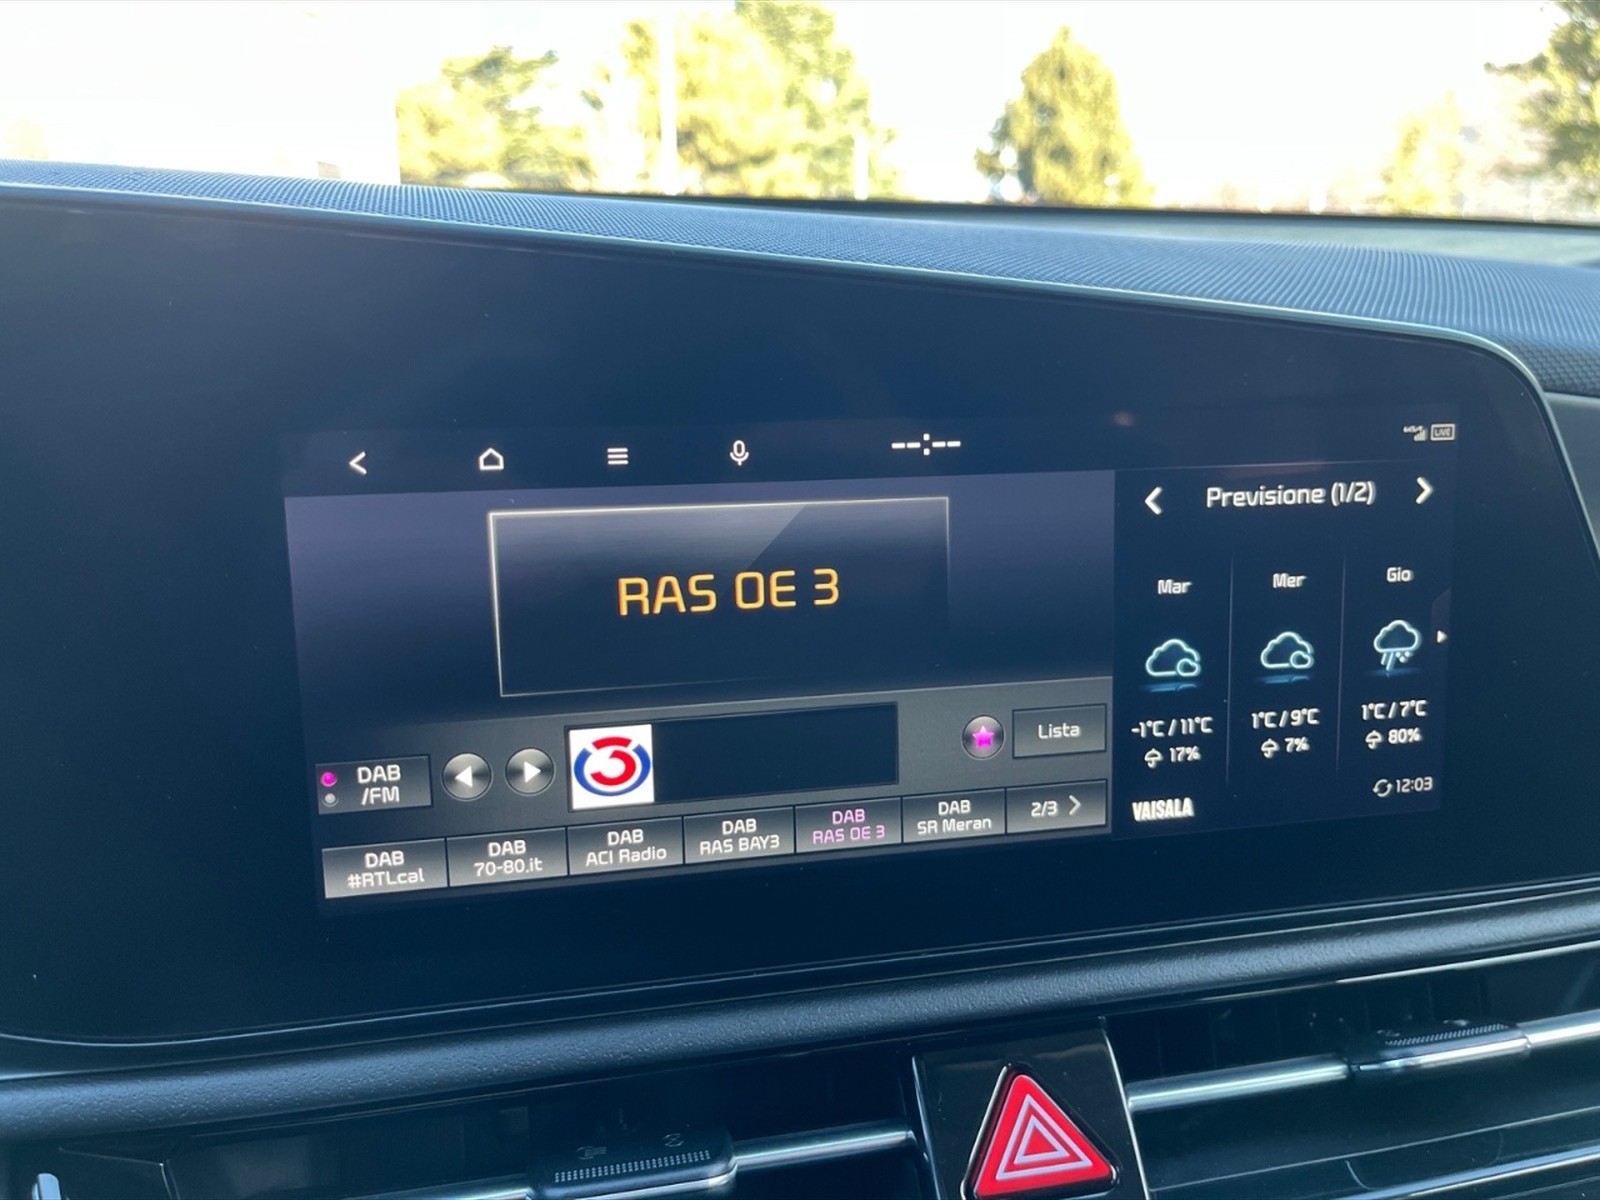 --:--
LIVE
RAS OE 3
Previsione (1/2)
Mar
Mer
Gio
-1°C / 11°C
1°C / 9°C
1°C / 7°C
17%
7%
80%
12:03
VAISALA
DAB
/FM
3
Lista
DAB
#RTLcal
DAB
70-80.it
DAB
ACI Radio
DAB
RAS BAY3
DAB
RAS OE 3
DAB
SR Meran
2/3